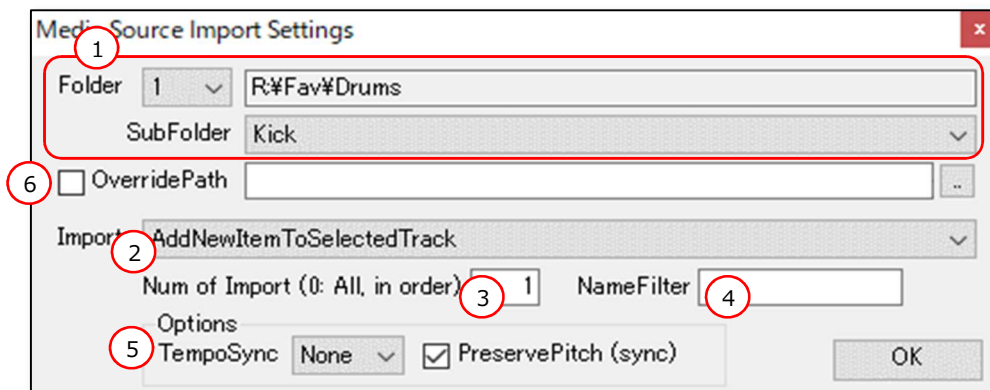 Media Source Import Settings
x
1
Folder 1 R:¥Fav¥Drums
SubFolder Kick
6 OverridePath ..
Import AddNewItemToSelectedTrack
2
Num of Import (0: All, in order) 3 1 NameFilter 4
Options
5 TempoSync None PreservePitch (sync) OK